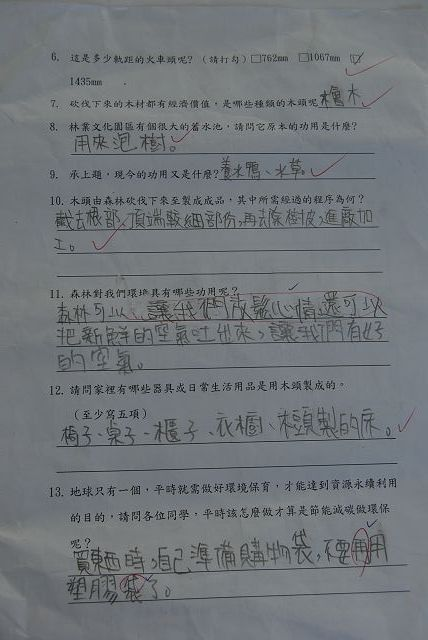 6. 這是多少軌距的火車頭呢?(請打勾)□762mm □1067mm ☑
1435mm
7. 砍伐下來的木材都有經濟價值,是哪些種類的木頭呢 檜木
8. 林業文化園區有個很大的蓄水池,請問它原本的功用是什麼?
用來泡樹。
9. 承上題,現今的功用又是什麼?養水鴨、水草。
10. 木頭由森林砍伐下來至製成成品,其中所需經過的程序為何?
截去根部,頂端較細部份,再去除樹皮,進廠加
工。
11. 森林對我們環境具有哪些功用呢?
森林可以讓我們放鬆心情,還可以
把新鮮的空氣吐出來,讓我們有好
的空氣。
12. 請問家裡有哪些器具或日常生活用品是用木頭製成的。
(至少寫五項)
椅子、桌子、櫃子、衣櫥、木頭製的床。
13. 地球只有一個,平時就需做好環境保育,才能達到資源永續利用
的目的,請問各位同學,平時該怎麼做才算是節能減碳做環保
呢?
買東西時,自己準備購物袋,不要再用
塑膠袋了。